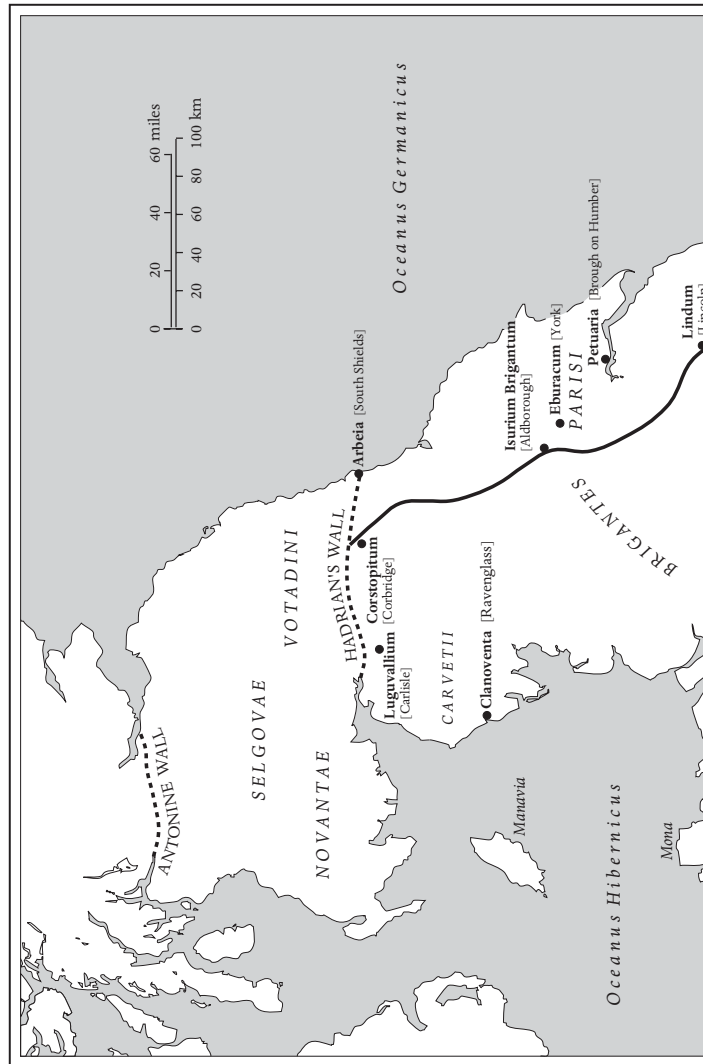 0 20 40 60 miles
0 20 40 60 80 100 km
Oceanus Germanicus
ANTONINE WALL
VOTADINI
SELGOVAE
NOVANTAE
HADRIAN'S WALL
Arbeia [South Shields]
Corstopitum
[Corbridge]
Luguvallium
[Carlisle]
CARVETII
Clanoventa [Ravenglass]
Isurium Brigantum
[Aldborough]
Eburacum [York]
PARISI
Petuaria [Brough on Humber]
BRIGANTES
Manavia
Oceanus Hibernicus
Mona
Lindum
[Lincoln]